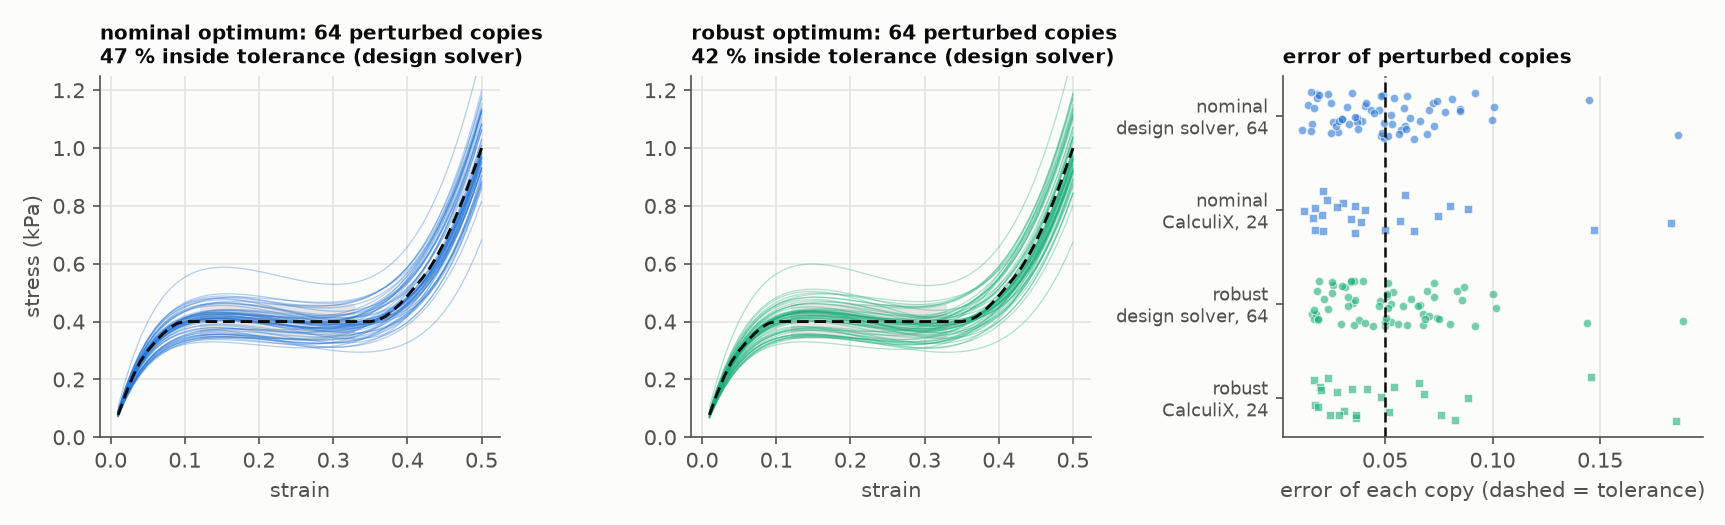 nominal optimum: 64 perturbed copies
47 % inside tolerance (design solver)
stress (kPa)
1.2
1.0
0.8
0.6
0.4
0.2
0.0
0.0 0.1 0.2 0.3 0.4 0.5
strain
robust optimum: 64 perturbed copies
42 % inside tolerance (design solver)
1.2
1.0
0.8
0.6
0.4
0.2
0.0
0.0 0.1 0.2 0.3 0.4 0.5
strain
error of perturbed copies
nominal
design solver, 64
nominal
CalculiX, 24
robust
design solver, 64
robust
CalculiX, 24
0.05 0.10 0.15
error of each copy (dashed = tolerance)